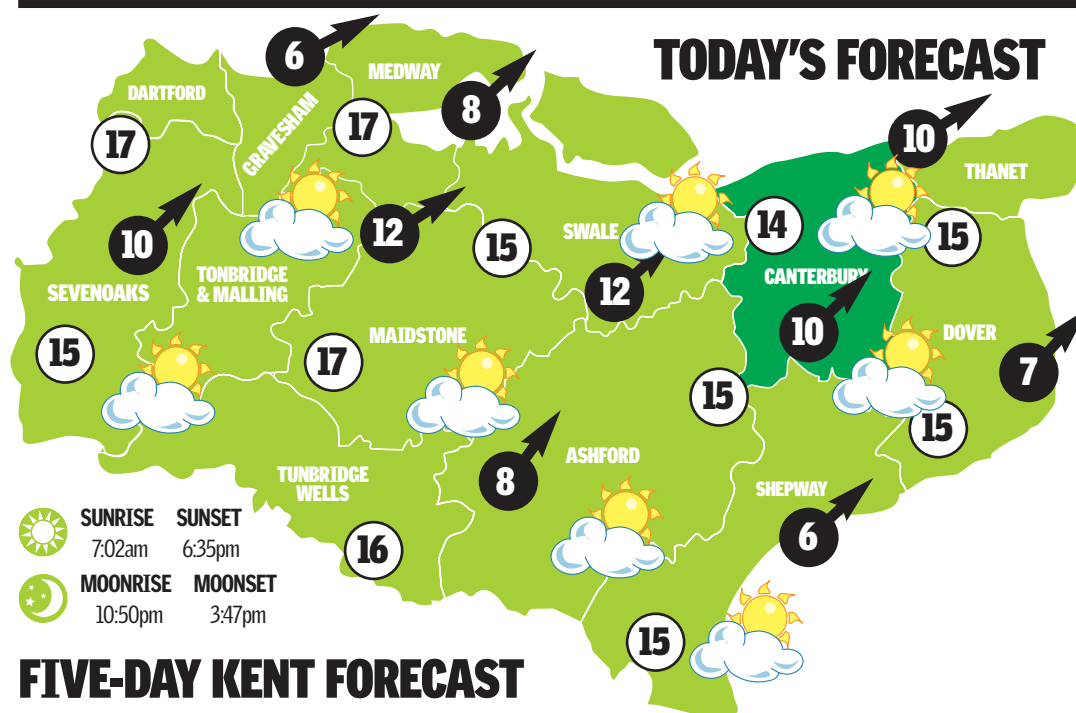 TODAY'S FORECAST
6
MEDWAY
DARTFORD
8
GRAVESHAM
17
17
10
THANET
10
12
15
SWALE
14
15
TONBRIDGE
& MALLING
SEVENOAKS
12
CANTERBURY
10
MAIDSTONE
DOVER
15
17
7
15
15
ASHFORD
8
TUNBRIDGE
WELLS
SHEPWAY
6
16
15
SUNRISE SUNSET
7:02am 6:35pm
MOONRISE MOONSET
10:50pm 3:47pm
FIVE-DAY KENT FORECAST